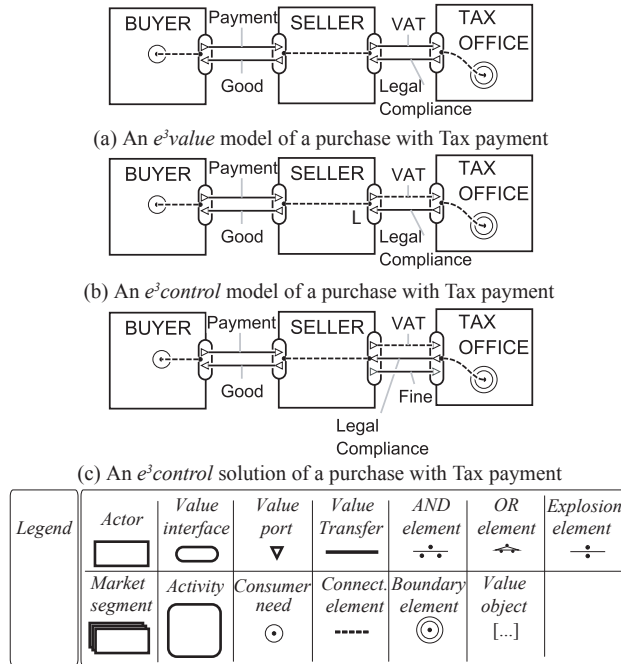 BUYER
Payment
Good
SELLER
VAT
Legal
Compliance
TAX
OFFICE
(a) An e³value model of a purchase with Tax payment
BUYER
Payment
Good
SELLER
L
VAT
Legal
Compliance
TAX
OFFICE
(b) An e³control model of a purchase with Tax payment
BUYER
Payment
Good
SELLER
VAT
Fine
Legal
Compliance
TAX
OFFICE
(c) An e³control solution of a purchase with Tax payment
Legend
Actor
Value
interface
Value
port
Value
Transfer
AND
element
OR
element
Explosion
element
Market
segment
Activity
Consumer
need
Connect.
element
Boundary
element
Value
object
[...]